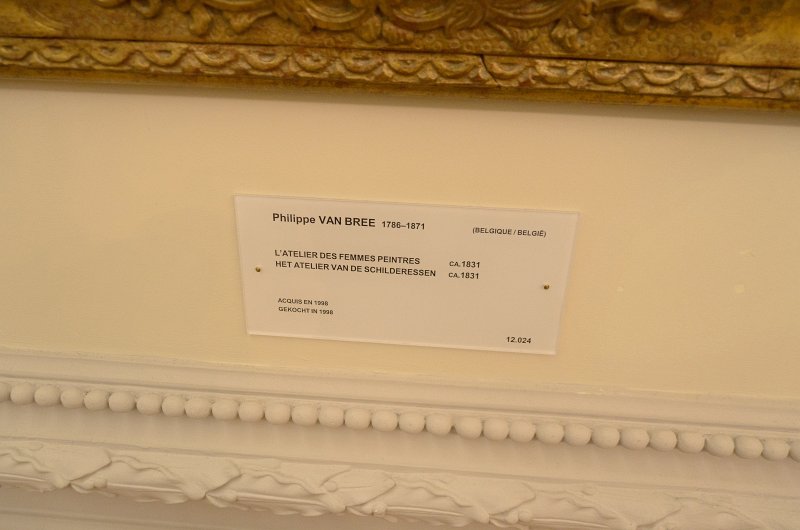 Philippe VAN BREE 1786–1871
(BELGIQUE / BELGIË)
L'ATELIER DES FEMMES PEINTRES CA.1831
HET ATELIER VAN DE SCHILDERESSEN CA.1831
ACQUIS EN 1998
GEKOCHT IN 1998
12.024